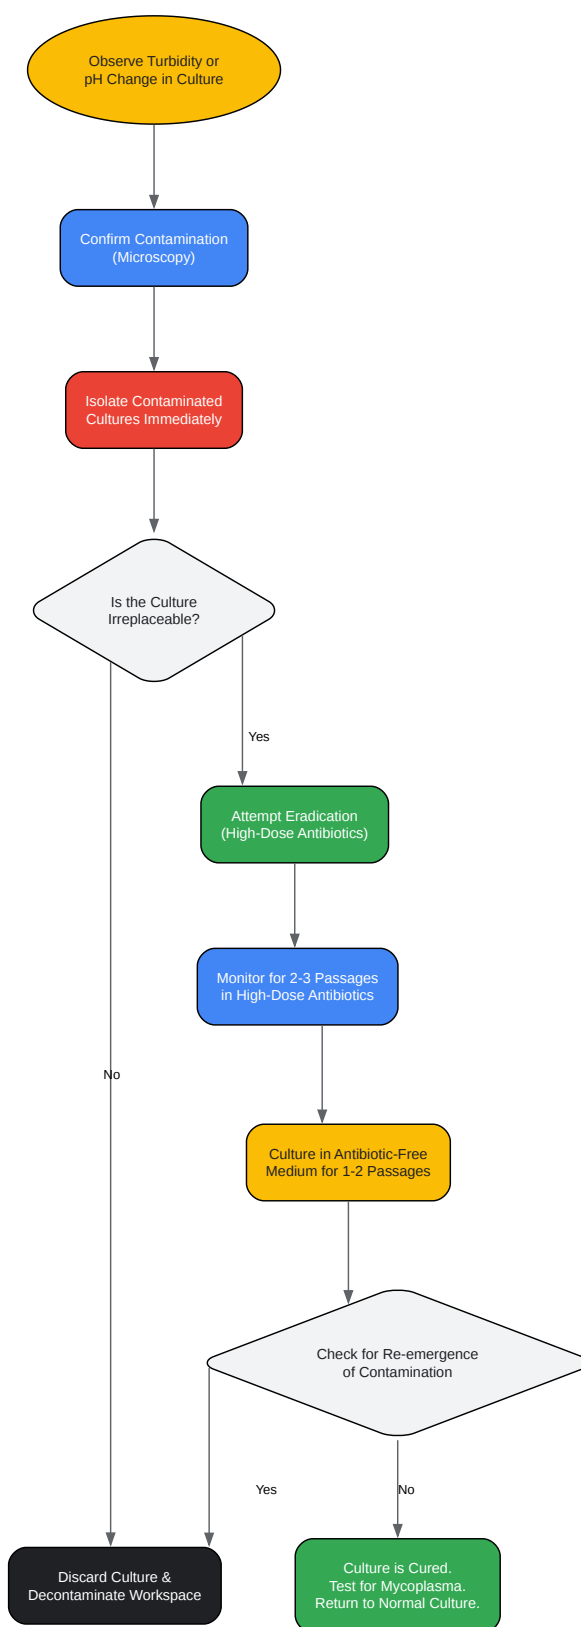 Observe Turbidity or
pH Change in Culture
Confirm Contamination
(Microscopy)
Isolate Contaminated
Cultures Immediately
Is the Culture
Irreplaceable?
Yes
Attempt Eradication
(High-Dose Antibiotics)
Monitor for 2-3 Passages
in High-Dose Antibiotics
No
Culture in Antibiotic-Free
Medium for 1-2 Passages
Check for Re-emergence
of Contamination
Yes
No
Discard Culture &
Decontaminate Workspace
Culture is Cured.
Test for Mycoplasma.
Return to Normal Culture.